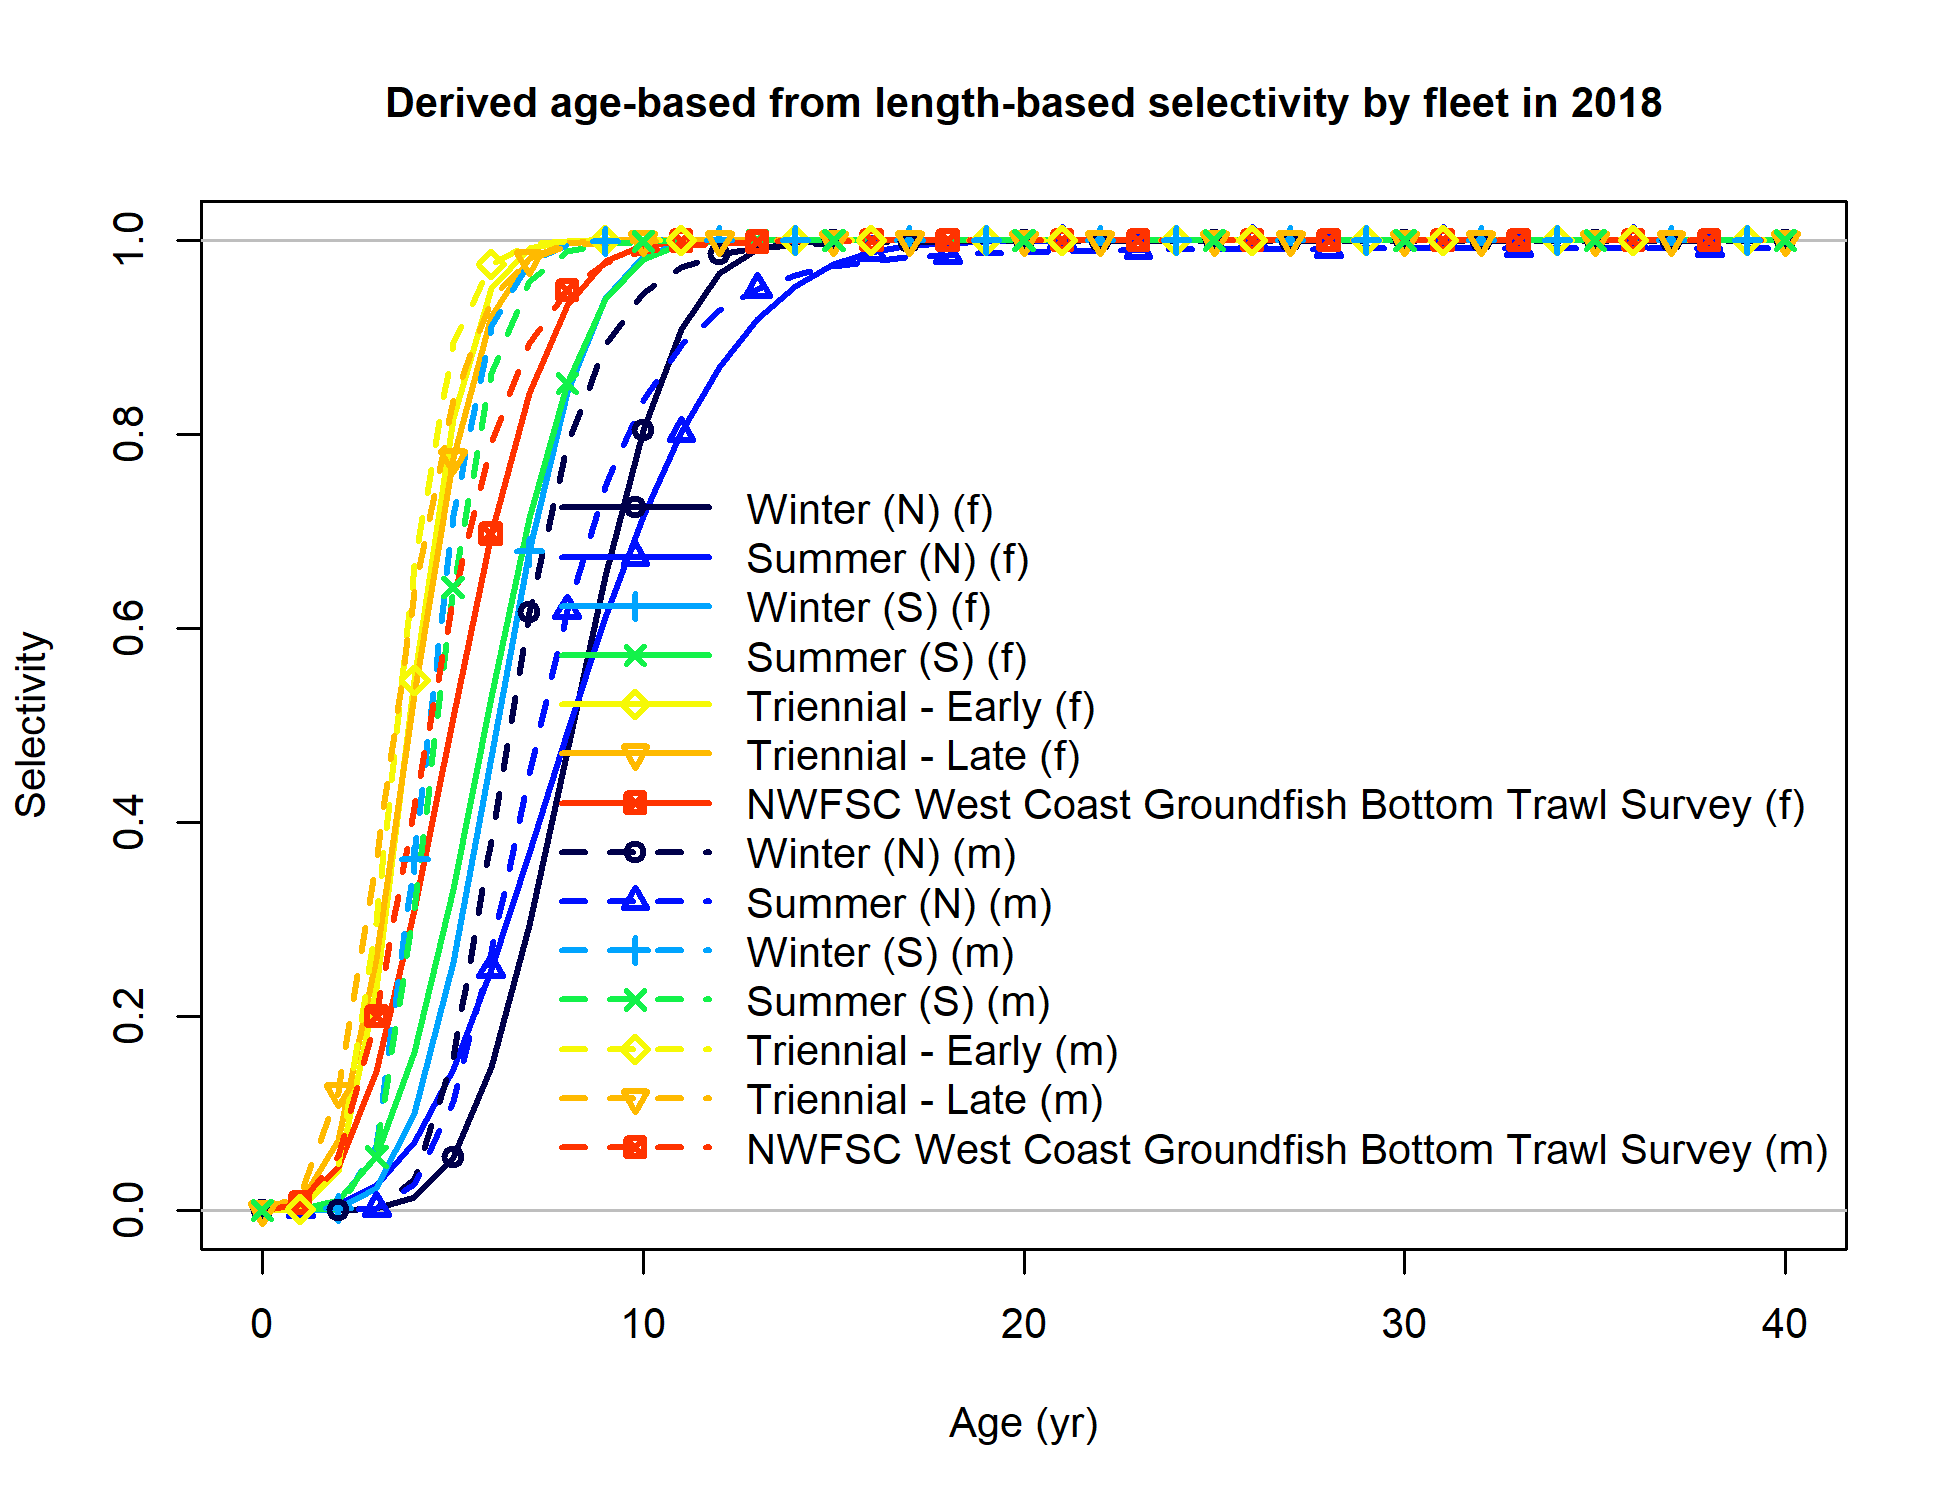 Derived age-based from length-based selectivity by fleet in 2018
1.0
0.8
0.6
0.4
0.2
0.0
Selectivity
Winter (N) (f)
Summer (N) (f)
Winter (S) (f)
Summer (S) (f)
Triennial - Early (f)
Triennial - Late (f)
NWFSC West Coast Groundfish Bottom Trawl Survey (f)
Winter (N) (m)
Summer (N) (m)
Winter (S) (m)
Summer (S) (m)
Triennial - Early (m)
Triennial - Late (m)
NWFSC West Coast Groundfish Bottom Trawl Survey (m)
0 10 20 30 40
Age (yr)